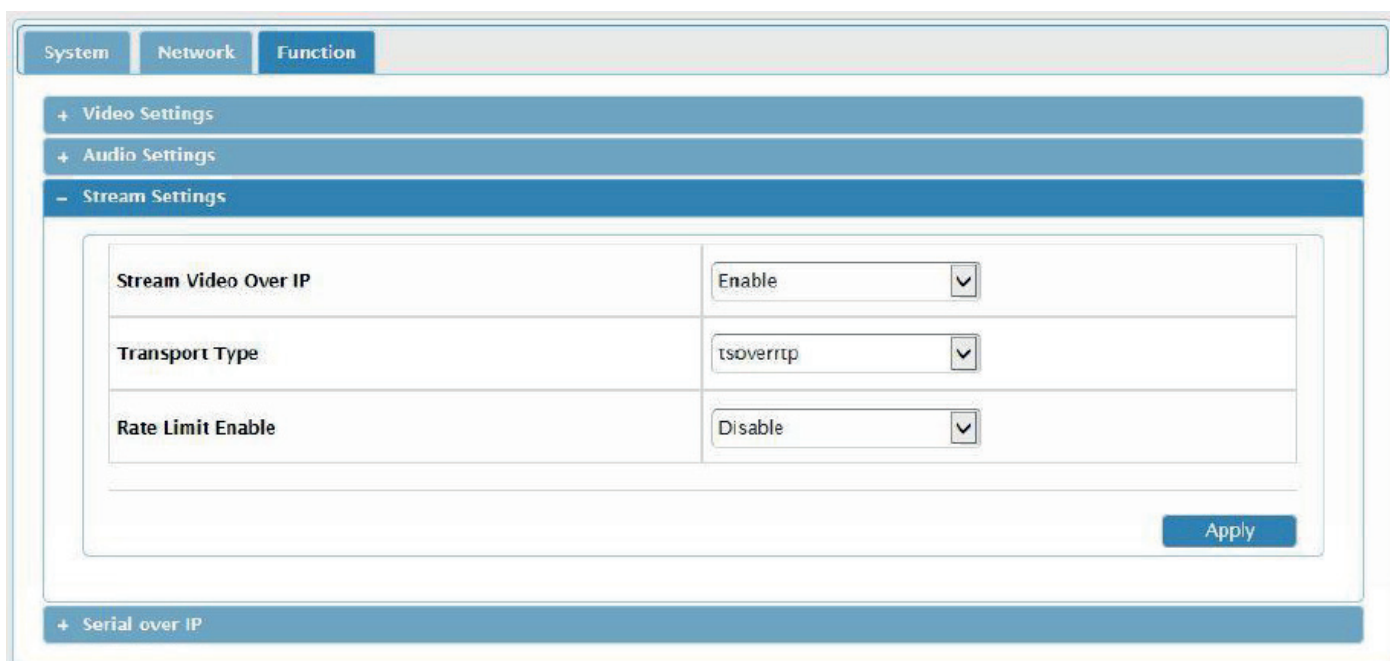 System Network Function
+ Video Settings
+ Audio Settings
– Stream Settings
Stream Video Over IP Enable
Transport Type tsoverrtp
Rate Limit Enable Disable
Apply
+ Serial over IP